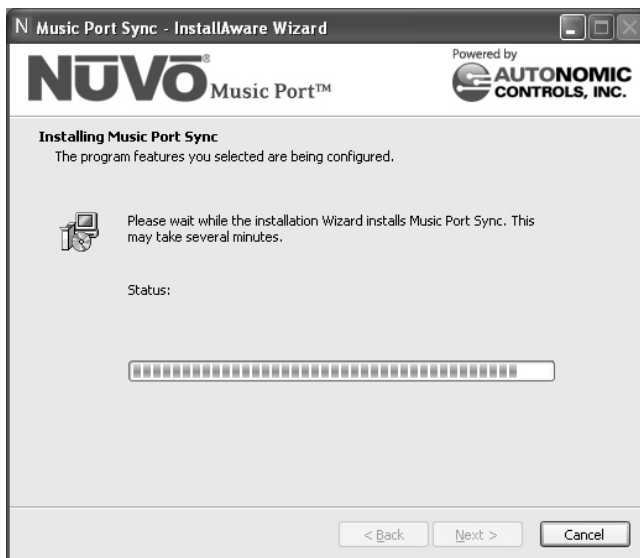 N Music Port Sync - InstallAware Wizard
NŪVŌ® Music Port™
Powered by
AUTONOMIC
CONTROLS, INC.
Installing Music Port Sync
The program features you selected are being configured.
Please wait while the installation Wizard installs Music Port Sync. This
may take several minutes.
Status:
< Back Next > Cancel